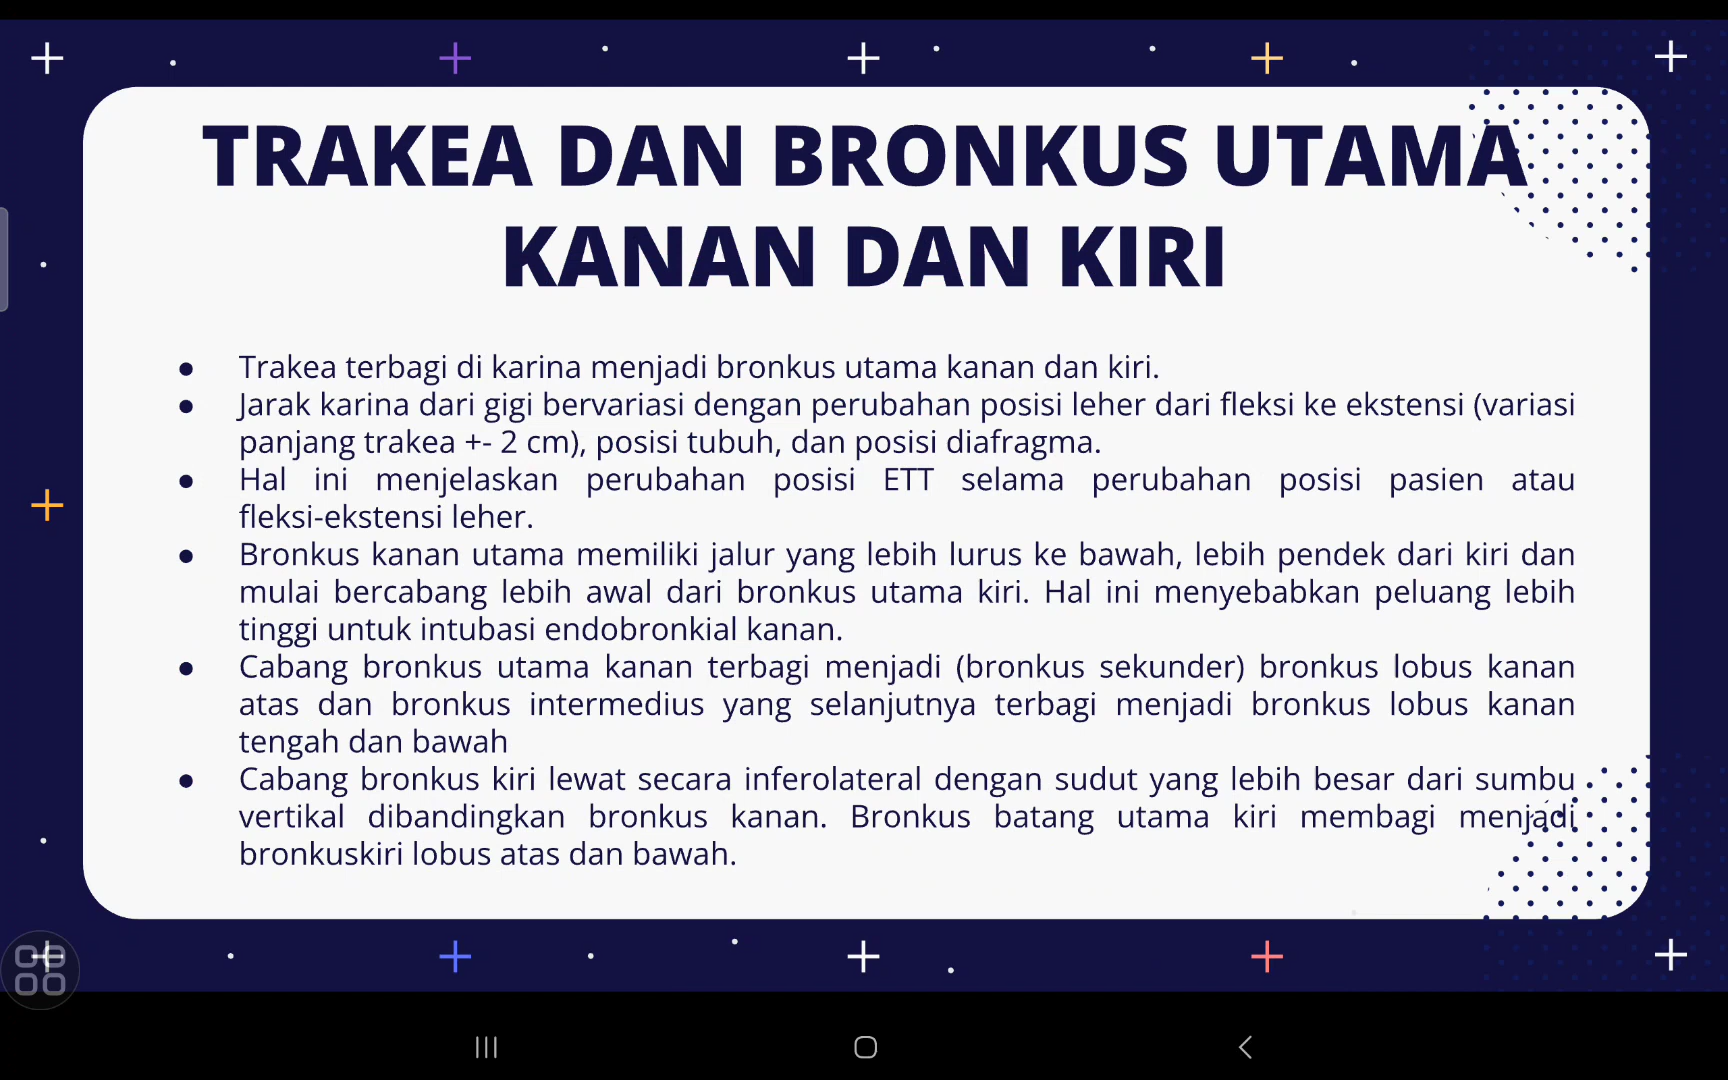 TRAKEA DAN BRONKUS UTAMA
KANAN DAN KIRI
● Trakea terbagi di karina menjadi bronkus utama kanan dan kiri.
● Jarak karina dari gigi bervariasi dengan perubahan posisi leher dari fleksi ke ekstensi (variasi
panjang trakea +- 2 cm), posisi tubuh, dan posisi diafragma.
● Hal ini menjelaskan perubahan posisi ETT selama perubahan posisi pasien atau
fleksi-ekstensi leher.
● Bronkus kanan utama memiliki jalur yang lebih lurus ke bawah, lebih pendek dari kiri dan
mulai bercabang lebih awal dari bronkus utama kiri. Hal ini menyebabkan peluang lebih
tinggi untuk intubasi endobronkial kanan.
● Cabang bronkus utama kanan terbagi menjadi (bronkus sekunder) bronkus lobus kanan
atas dan bronkus intermedius yang selanjutnya terbagi menjadi bronkus lobus kanan
tengah dan bawah
● Cabang bronkus kiri lewat secara inferolateral dengan sudut yang lebih besar dari sumbu
vertikal dibandingkan bronkus kanan. Bronkus batang utama kiri membagi menjadi
bronkuskiri lobus atas dan bawah.